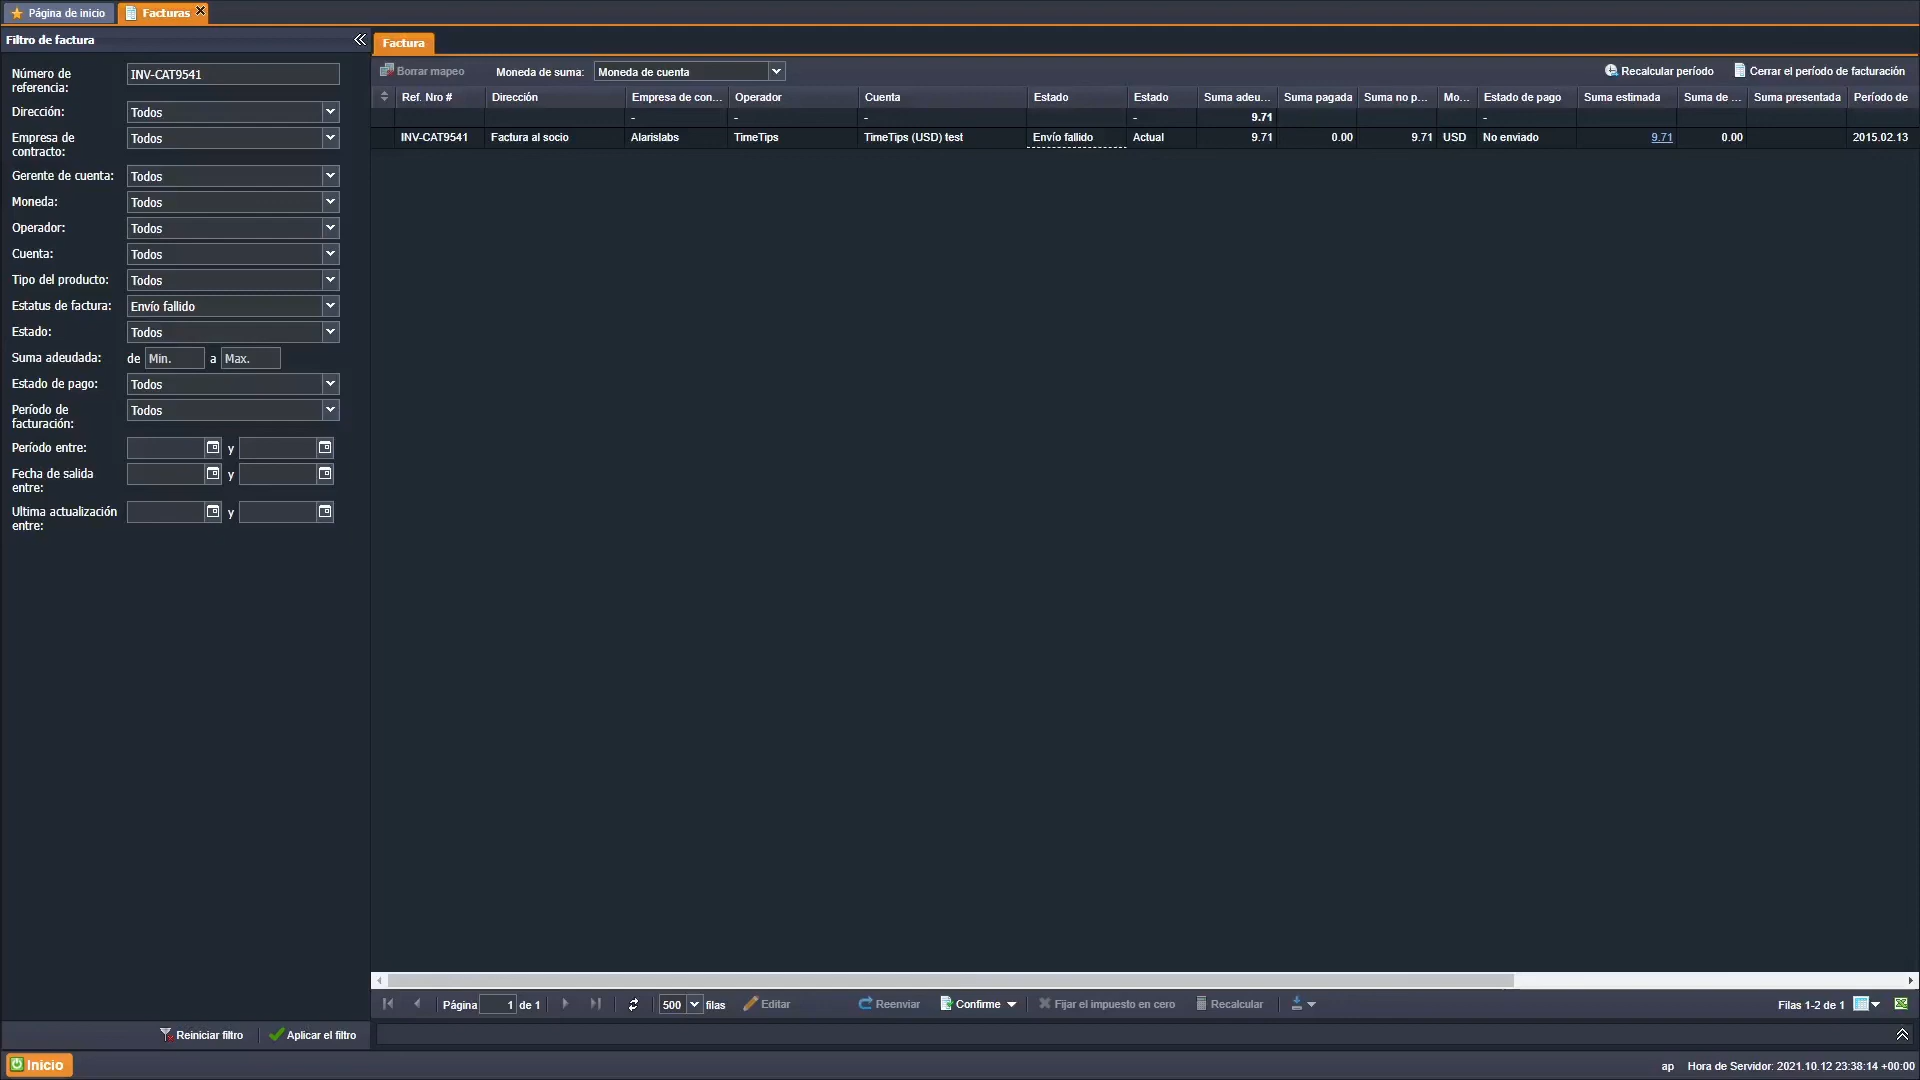 Página de inicio
Facturas
Filtro de factura
Número de referencia:
INV-CAT9541
Dirección:
Todos
Empresa de contracto:
Todos
Gerente de cuenta:
Todos
Moneda:
Todos
Operador:
Todos
Cuenta:
Todos
Tipo del producto:
Todos
Estatus de factura:
Envío fallido
Estado:
Todos
Suma adeudada:
de Min. a Max.
Estado de pago:
Todos
Período de facturación:
Todos
Período entre:
y
Fecha de salida entre:
y
Ultima actualización entre:
y
Reiniciar filtro
Aplicar el filtro
Factura
Borrar mapeo
Moneda de suma: Moneda de cuenta
Recalcular período
Cerrar el período de facturación
Ref. Nro # Dirección Empresa de con... Operador Cuenta Estado Estado Suma adeu... Suma pagada Suma no p... Mo... Estado de pago Suma estimada Suma de ... Suma presentada Período de
- - - - 9.71 -
INV-CAT9541 Factura al socio Alarislabs TimeTips TimeTips (USD) test Envío fallido Actual 9.71 0.00 9.71 USD No enviado 9.71 0.00 2015.02.13
Página 1 de 1 500 filas Editar Reenviar Confirme Fijar el impuesto en cero Recalcular Filas 1-2 de 1
Inicio
ap Hora de Servidor: 2021.10.12 23:38:14 +00:00